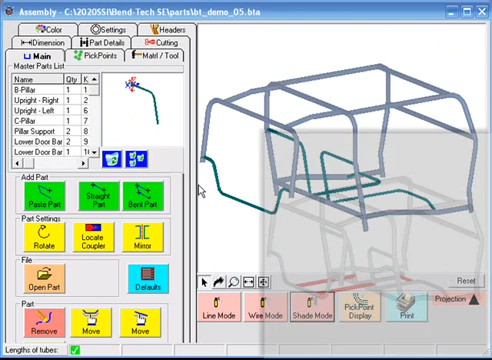 Assembly - C:\2020SSI\Bend-Tech SE\parts\bt_demo_05.bta
Color
Settings
Headers
Dimension
Part Details
Cutting
Main
PickPoints
Matrl / Tool
Master Parts List
Name Qty K
B-Pillar 1 1
Upright - Right 1 2
Upright - Left 1 6
C-Pillar 1 7
Pillar Support 2 8
Lower Door Bar 2 9
Lower Door Bar 1
Add Part
Paste Part
Straight Part
Bent Part
Part Settings
Rotate
Locate Coupler
Mirror
File
Open Part
Defaults
Part
Remove
Move
Move
Line Mode
Wire Mode
Shade Mode
PickPoint Display
Print
Reset
Projection
Lengths of tubes: